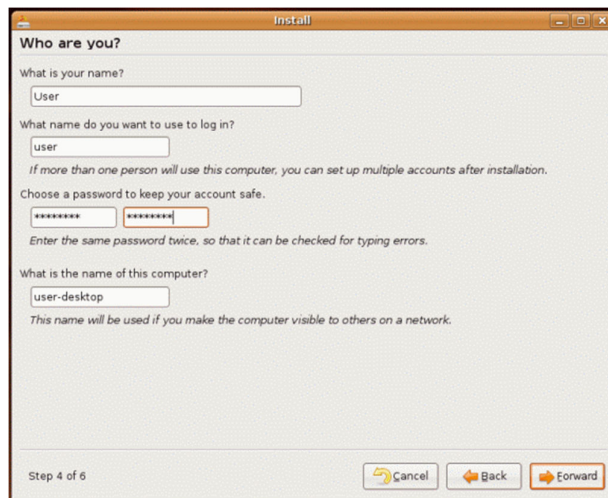 Install
Who are you?
What is your name?
User
What name do you want to use to log in?
user
If more than one person will use this computer, you can set up multiple accounts after installation.
Choose a password to keep your account safe.
******** ********
Enter the same password twice, so that it can be checked for typing errors.
What is the name of this computer?
user-desktop
This name will be used if you make the computer visible to others on a network.
Step 4 of 6 Cancel Back Forward